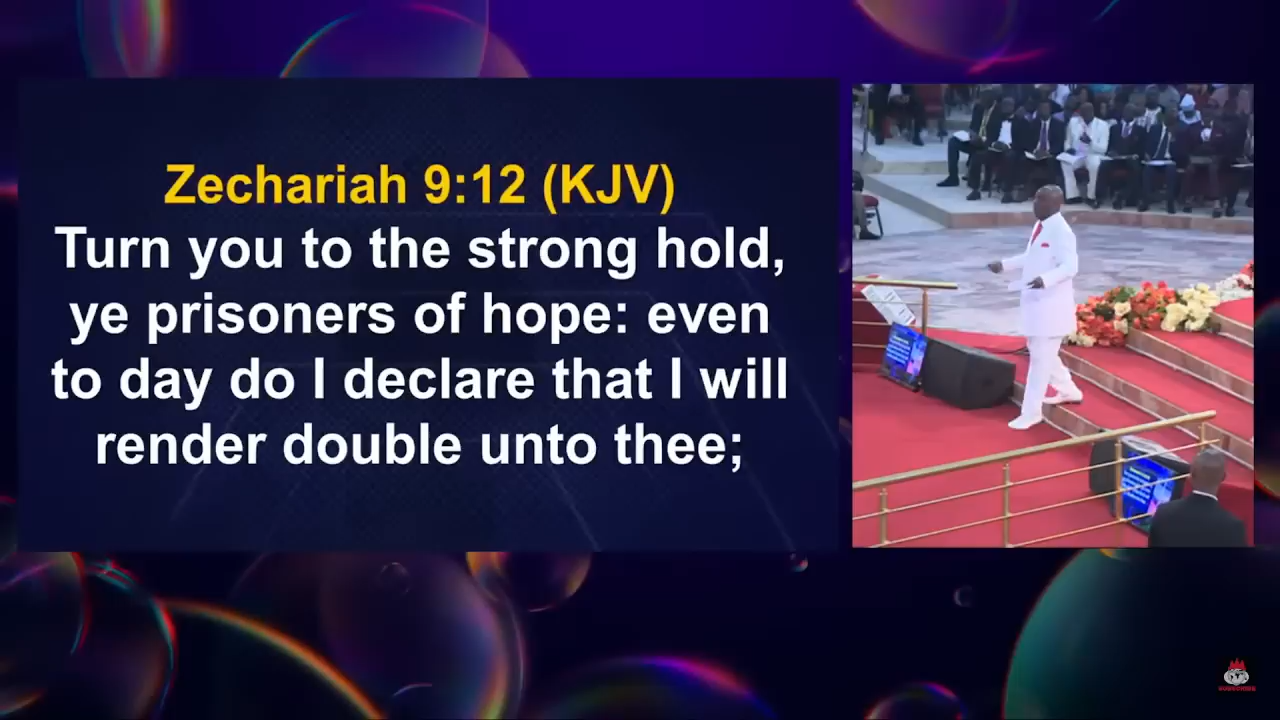 Zechariah 9:12 (KJV)
Turn you to the strong hold,
ye prisoners of hope: even
to day do I declare that I will
render double unto thee;
SUBSCRIBE